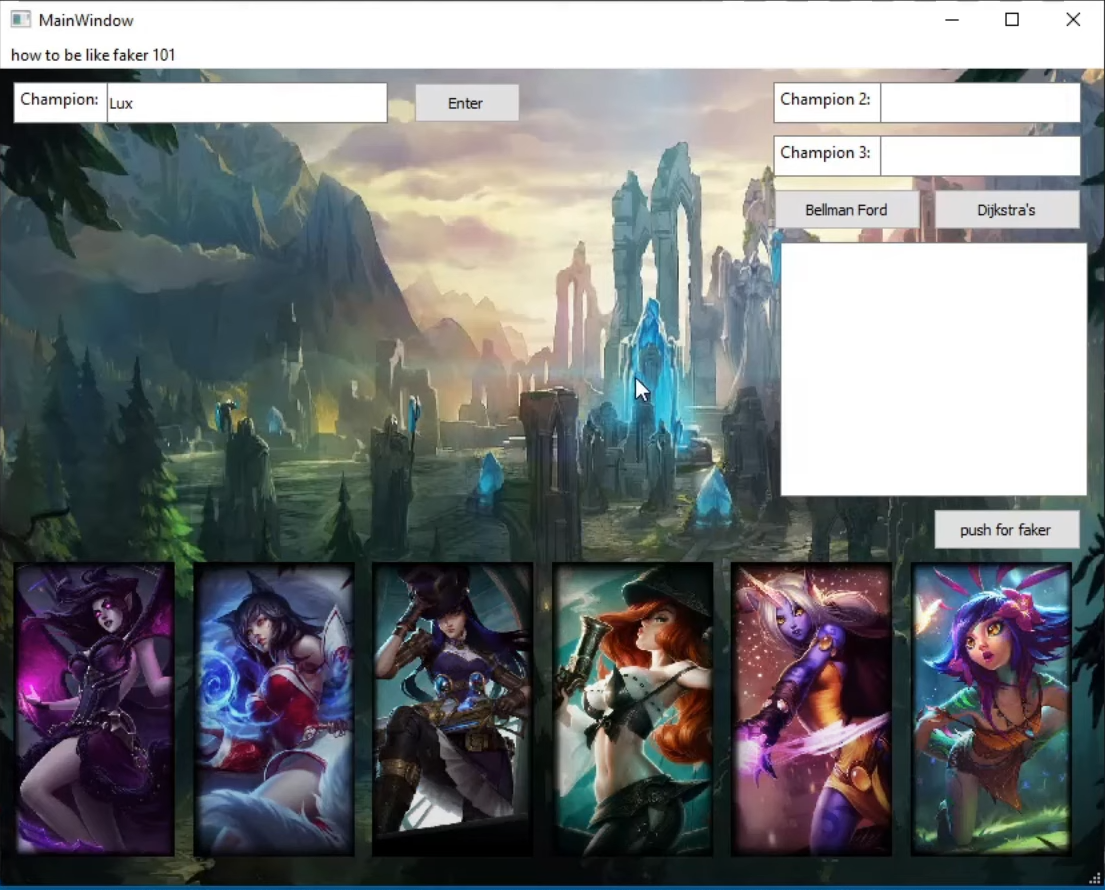 MainWindow
how to be like faker 101
Champion: Lux
Enter
Champion 2:
Champion 3:
Bellman Ford
Dijkstra's
push for faker